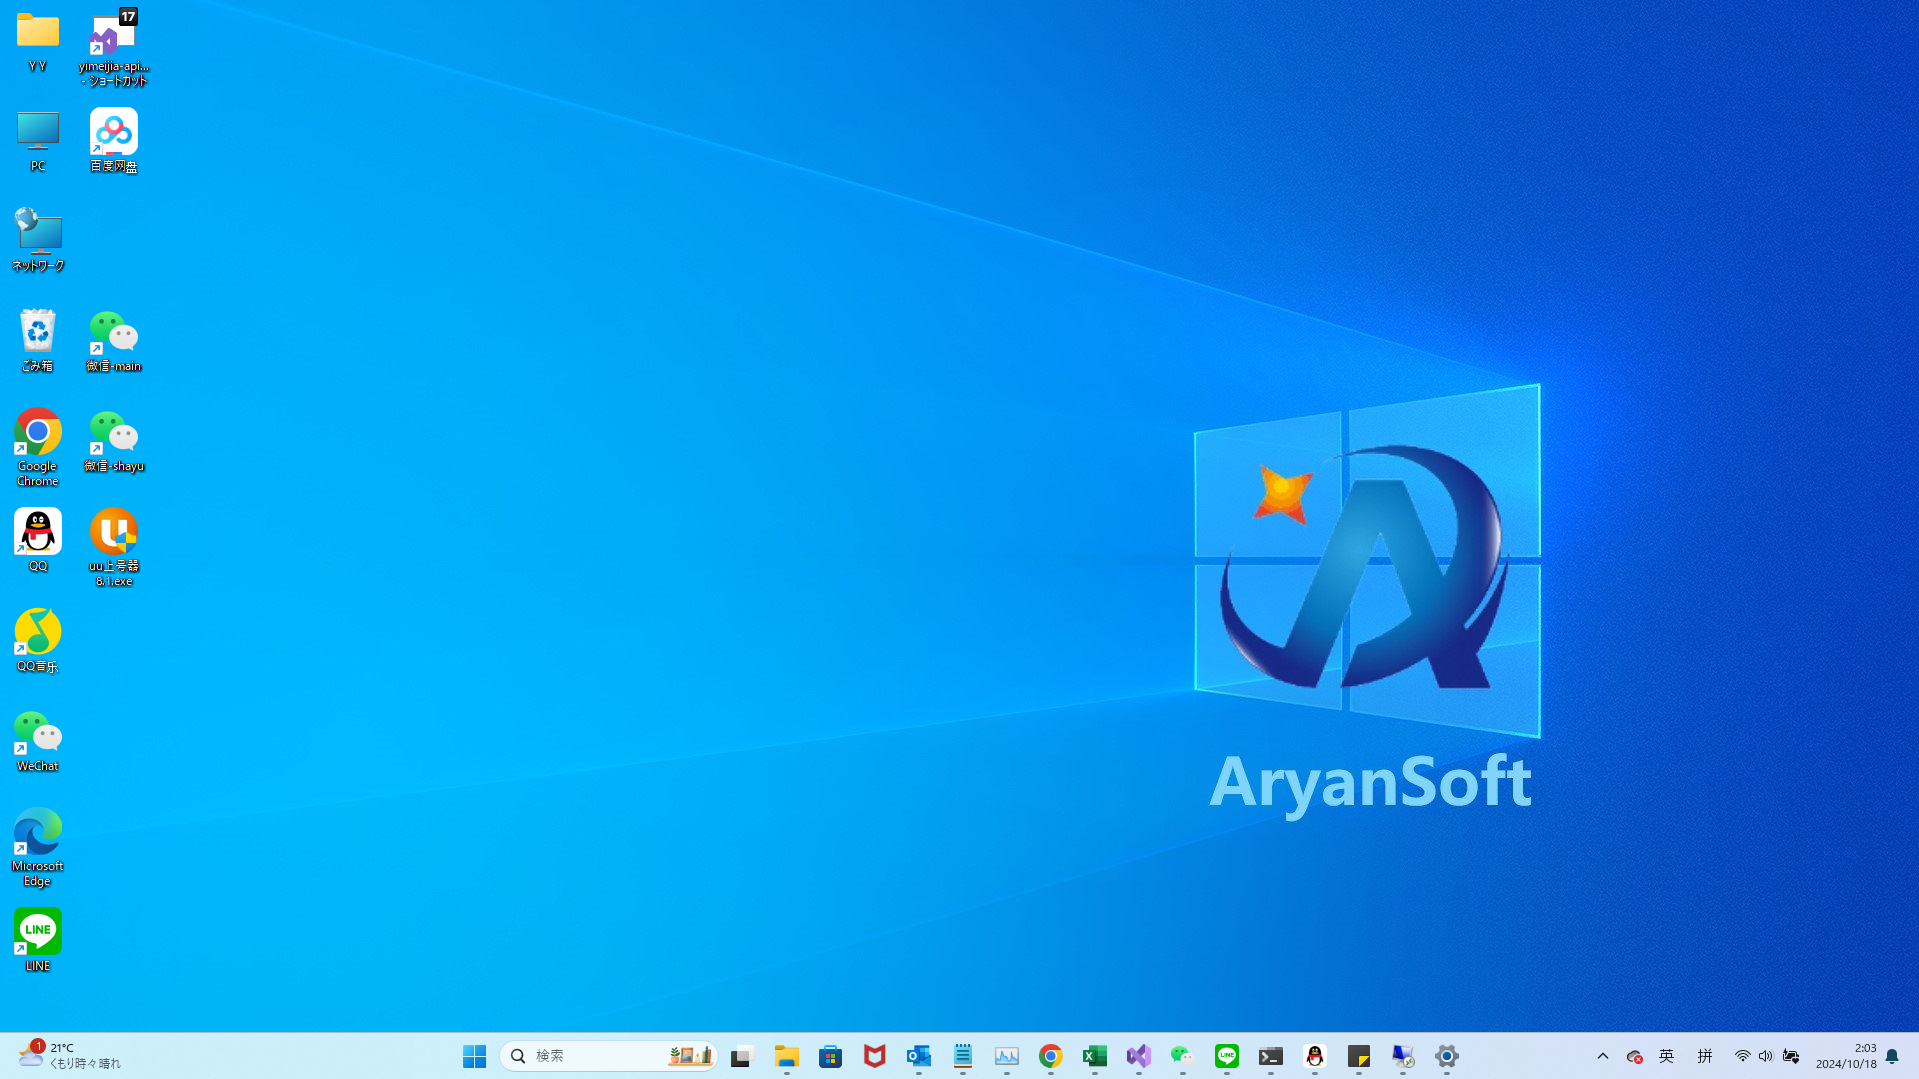 Y Y
17
yimeijia-api...
- ショートカット
PC
百度网盘
ネットワーク
ごみ箱
微信-main
Google
Chrome
微信-shayu
QQ
uu上号器
8.1.exe
QQ音乐
WeChat
Microsoft
Edge
LINE
LINE
AryanSoft
1
21°C
くもり時々晴れ
検索
LINE
英
拼
2:03
2024/10/18